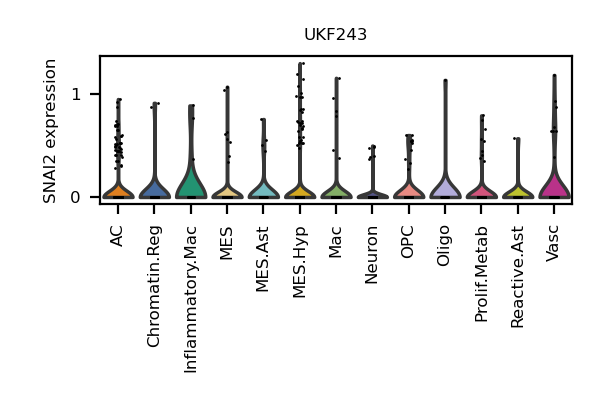 UKF243
SNAI2 expression
1
0
AC
Chromatin.Reg
Inflammatory.Mac
MES
MES.Ast
MES.Hyp
Mac
Neuron
OPC
Oligo
Prolif.Metab
Reactive.Ast
Vasc